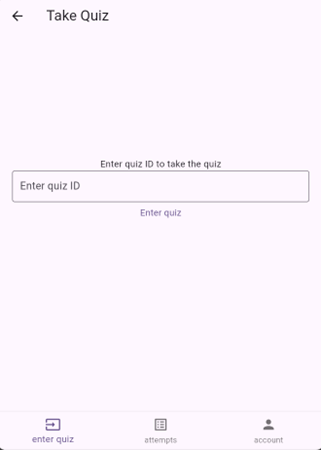 Take Quiz
Enter quiz ID to take the quiz
Enter quiz ID
Enter quiz
enter quiz
attempts
account